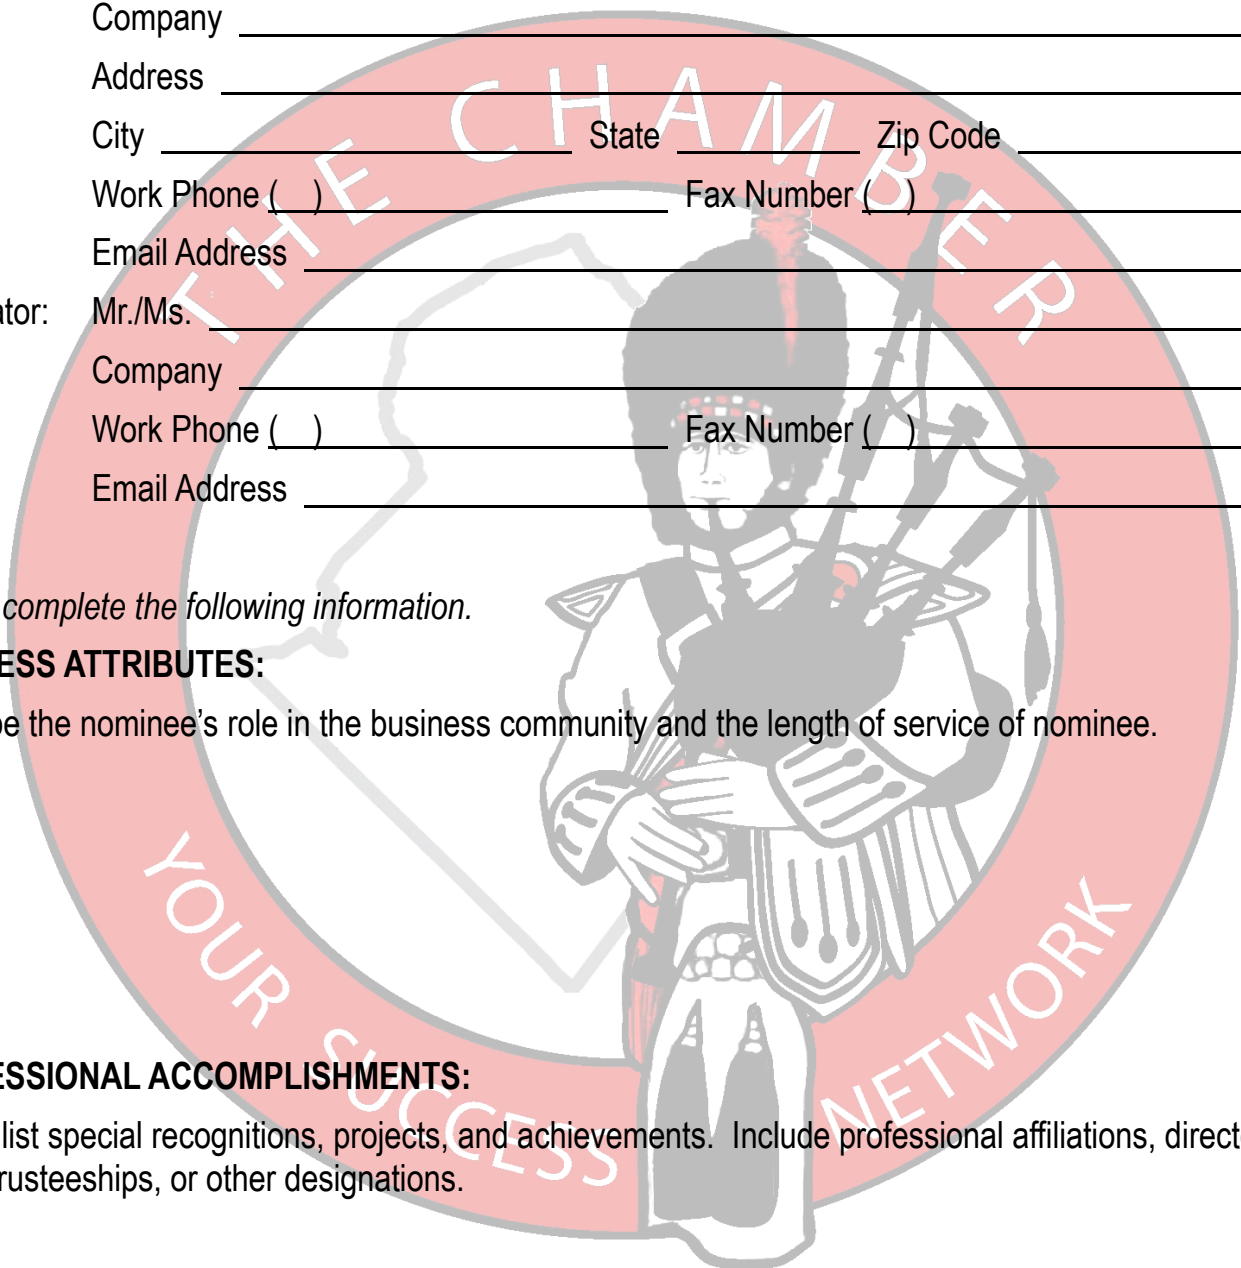 Company
Address
City State Zip Code
Work Phone ( ) Fax Number ( )
Email Address
ator: Mr./Ms.
Company
Work Phone ( ) Fax Number ( )
Email Address
complete the following information.
ESS ATTRIBUTES:
be the nominee's role in the business community and the length of service of nominee.
ESSIONAL ACCOMPLISHMENTS:
list special recognitions, projects, and achievements. Include professional affiliations, direct
rusteeships, or other designations.
THE CHAMBER
YOUR SUCCESS NETWORK